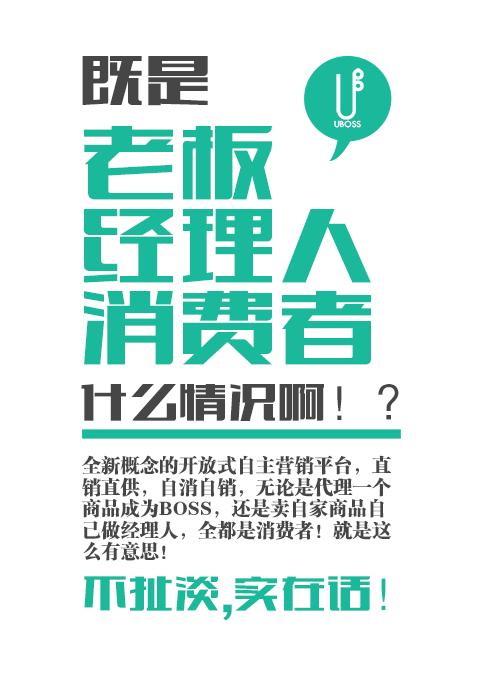 既是
UBOSS
老板
经理人
消费者
什么情况啊！？
全新概念的开放式自主营销平台，直
销直供，自消自销，无论是代理一个
商品成为BOSS，还是卖自家商品自
己做经理人，全都是消费者！就是这
么有意思！
不扯淡,实在话！